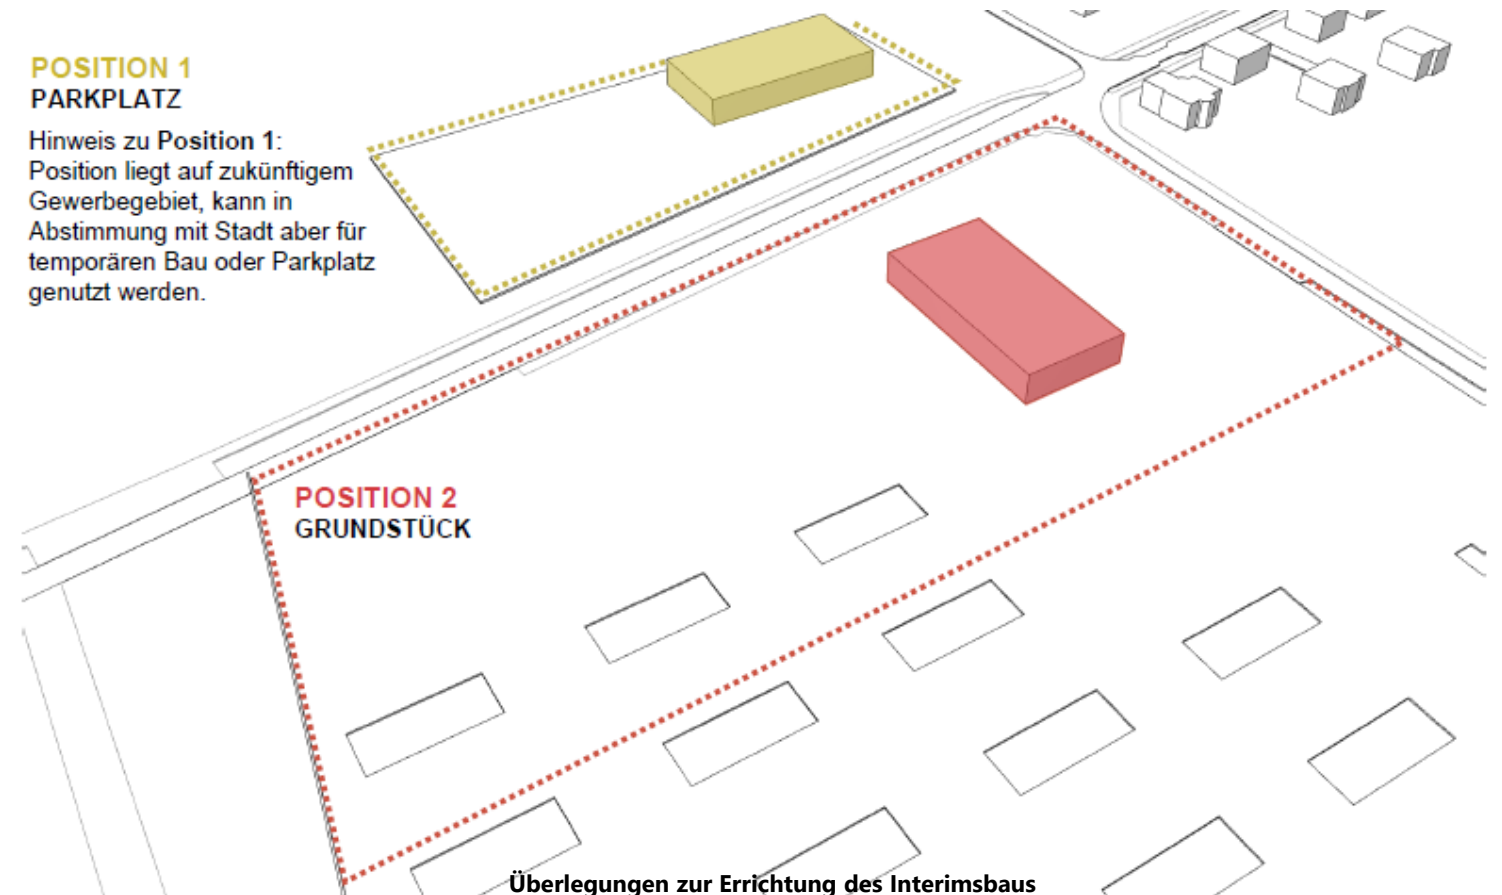 POSITION 1
PARKPLATZ
Hinweis zu Position 1:
Position liegt auf zukünftigem
Gewerbegebiet, kann in
Abstimmung mit Stadt aber für
temporären Bau oder Parkplatz
genutzt werden.
POSITION 2
GRUNDSTÜCK
Überlegungen zur Errichtung des Interimsbaus